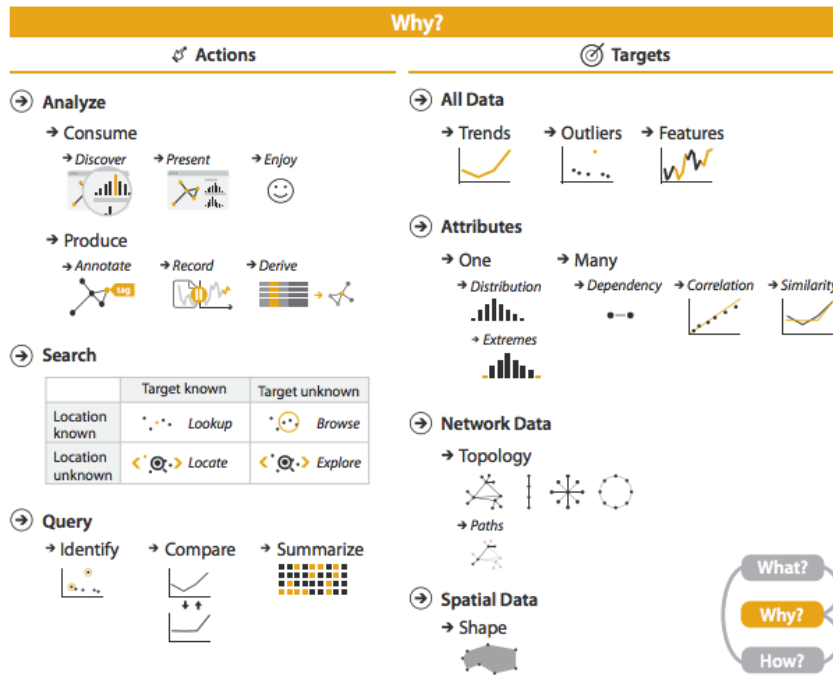 Why?
Actions
Analyze
→ Consume
→ Discover → Present → Enjoy
→ Produce
→ Annotate → Record → Derive
tag
Search
Target known Target unknown
Location known Lookup Browse
Location unknown Locate Explore
Query
→ Identify → Compare → Summarize
Targets
All Data
→ Trends → Outliers → Features
Attributes
→ One → Many
→ Distribution → Dependency → Correlation → Similarity
→ Extremes
Network Data
→ Topology
→ Paths
Spatial Data
→ Shape
What?
Why?
How?